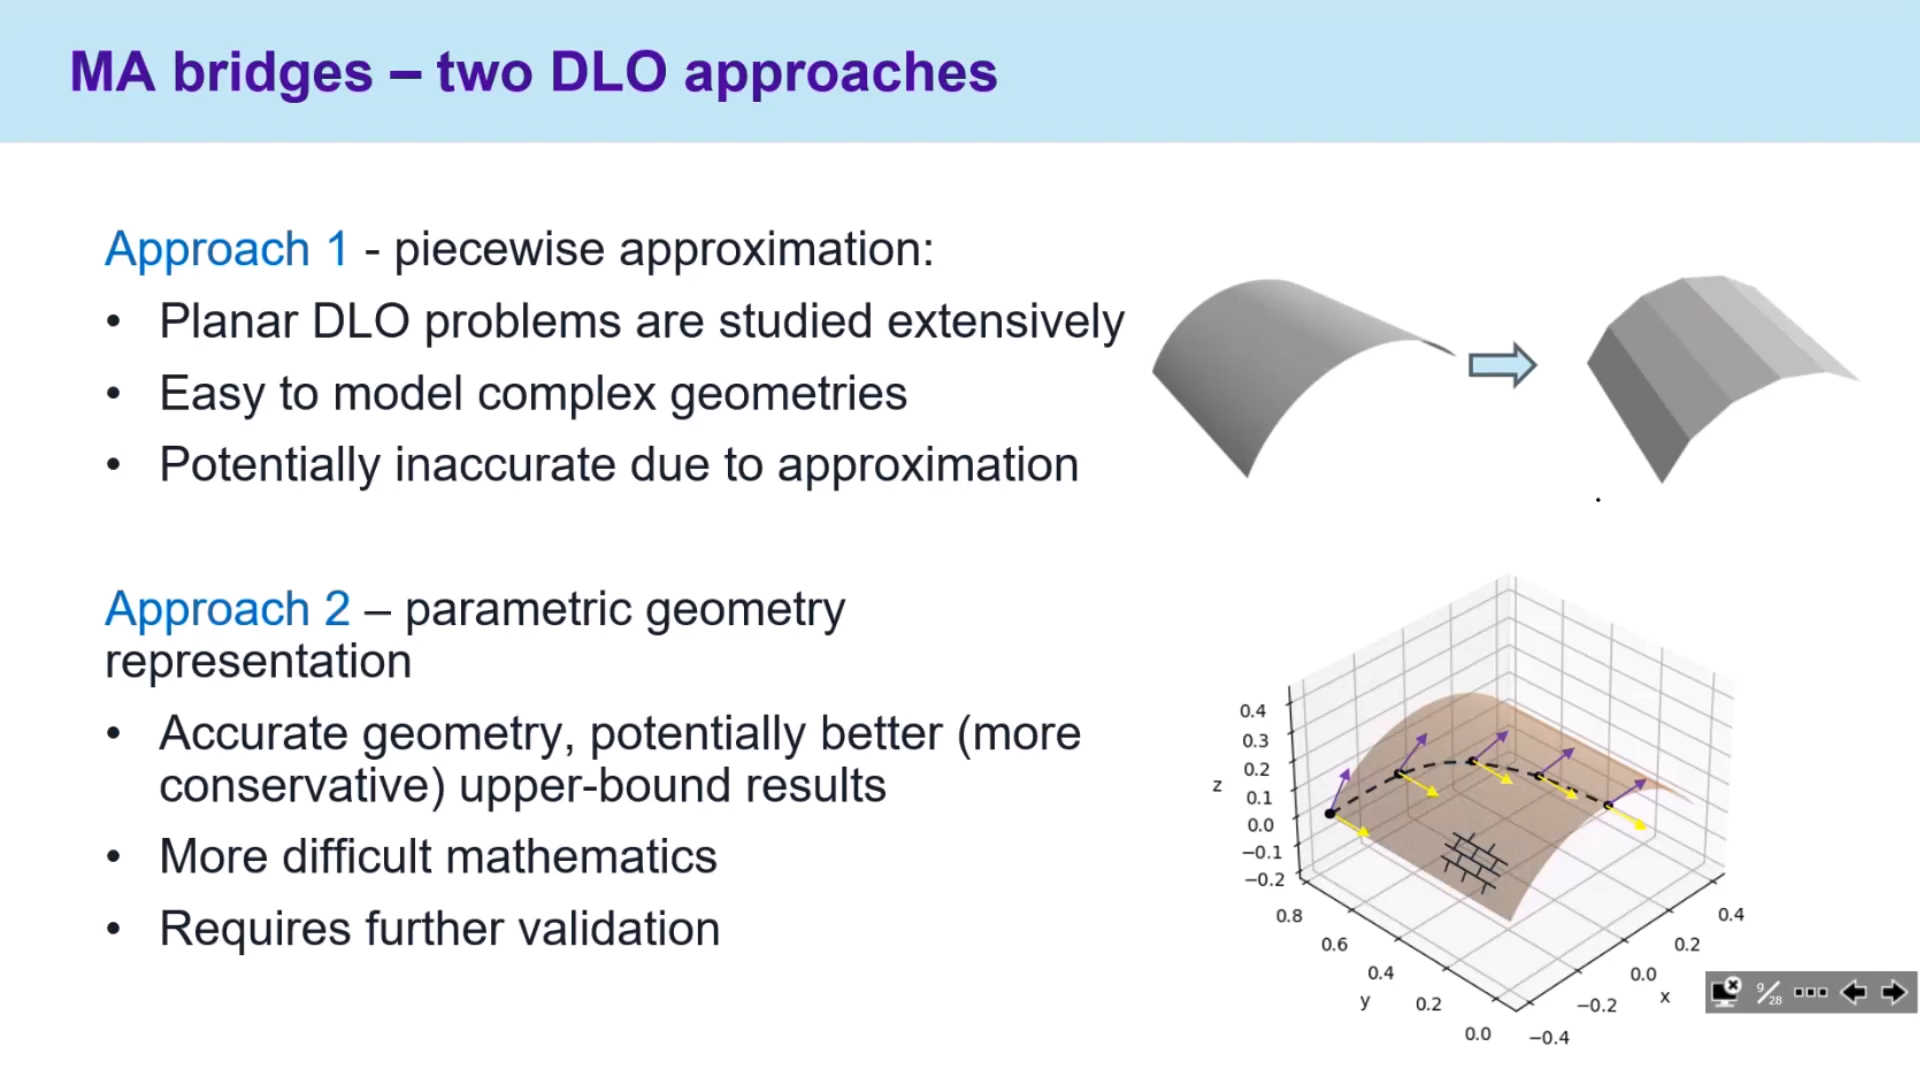 MA bridges – two DLO approaches
Approach 1 - piecewise approximation:
• Planar DLO problems are studied extensively
• Easy to model complex geometries
• Potentially inaccurate due to approximation
Approach 2 – parametric geometry
representation
• Accurate geometry, potentially better (more
conservative) upper-bound results
• More difficult mathematics
• Requires further validation
0.4
0.3
0.2
0.1
0.0
−0.1
−0.2
z
0.8
0.6
0.4
0.2
0.0
y
0.4
0.2
0.0
−0.2
−0.4
x
9/28